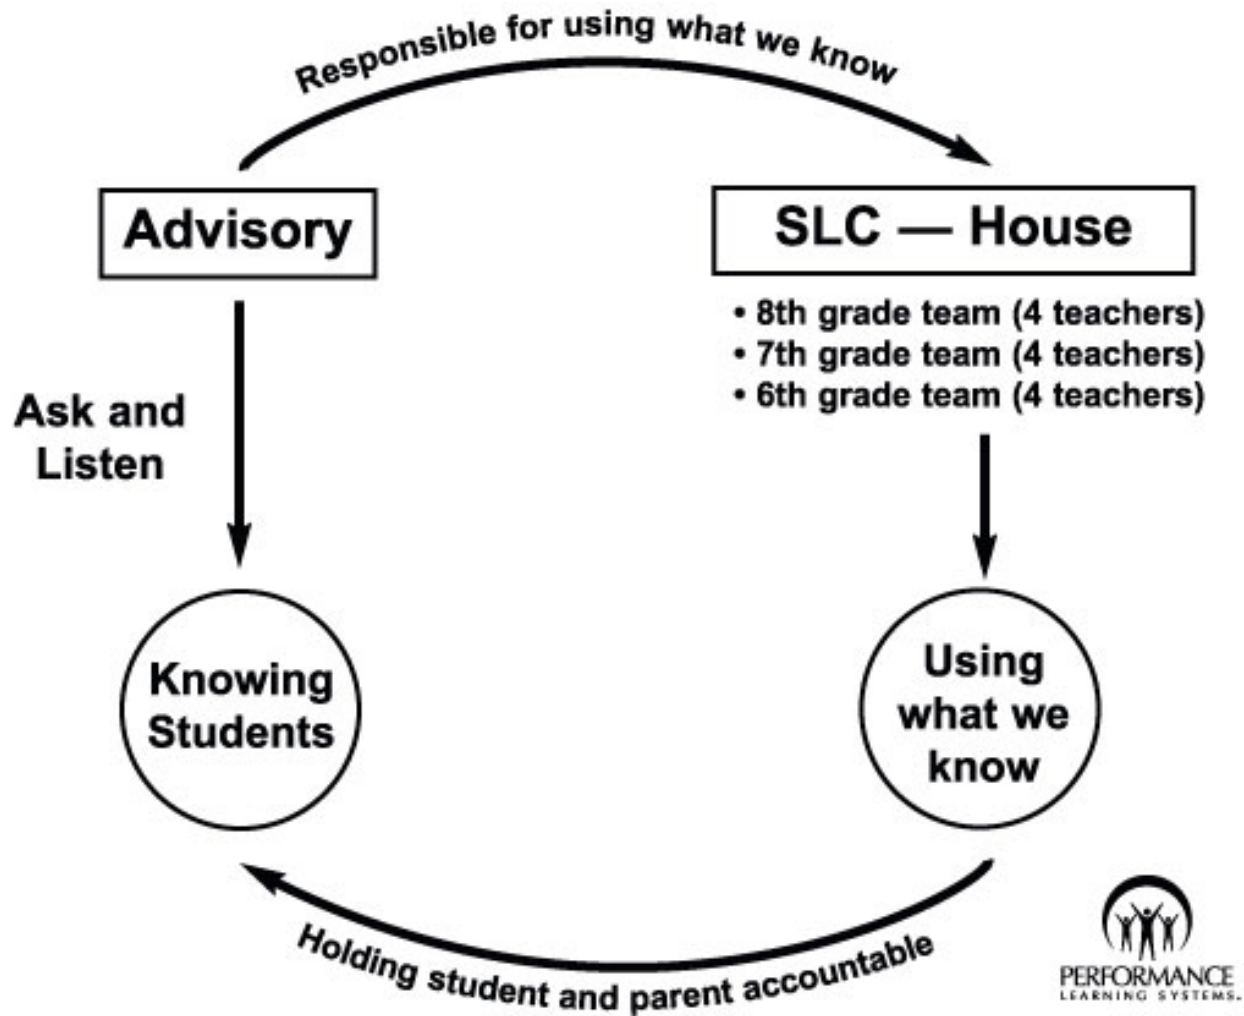 Responsible for using what we know
Advisory
SLC — House
• 8th grade team (4 teachers)
• 7th grade team (4 teachers)
• 6th grade team (4 teachers)
Ask and
Listen
Knowing
Students
Using
what we
know
Holding student and parent accountable
PERFORMANCE
LEARNING SYSTEMS.